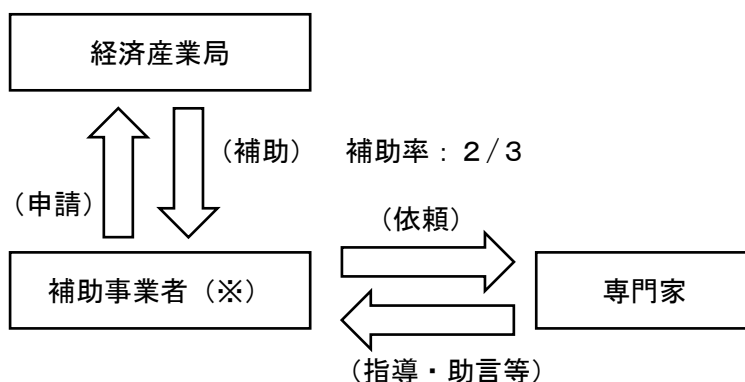 経済産業局
（補助）　補助率：２/３
（申請）
（依頼）
補助事業者（※）
専門家
（指導・助言等）